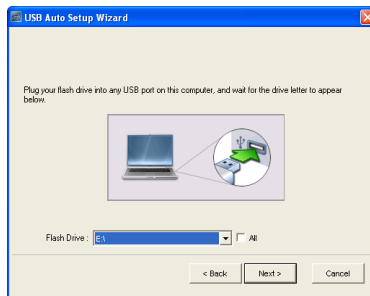 USB Auto Setup Wizard
Plug your flash drive into any USB port on this computer, and wait for the drive letter to appear
below.
Flash Drive : E:\ All
< Back Next > Cancel